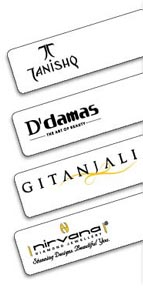 TANISHQ
D'damas
THE ART OF BEAUTY
GITANJALI
nirvana
DIAMOND JEWELLERY
Stunning Designs. Beautiful You.